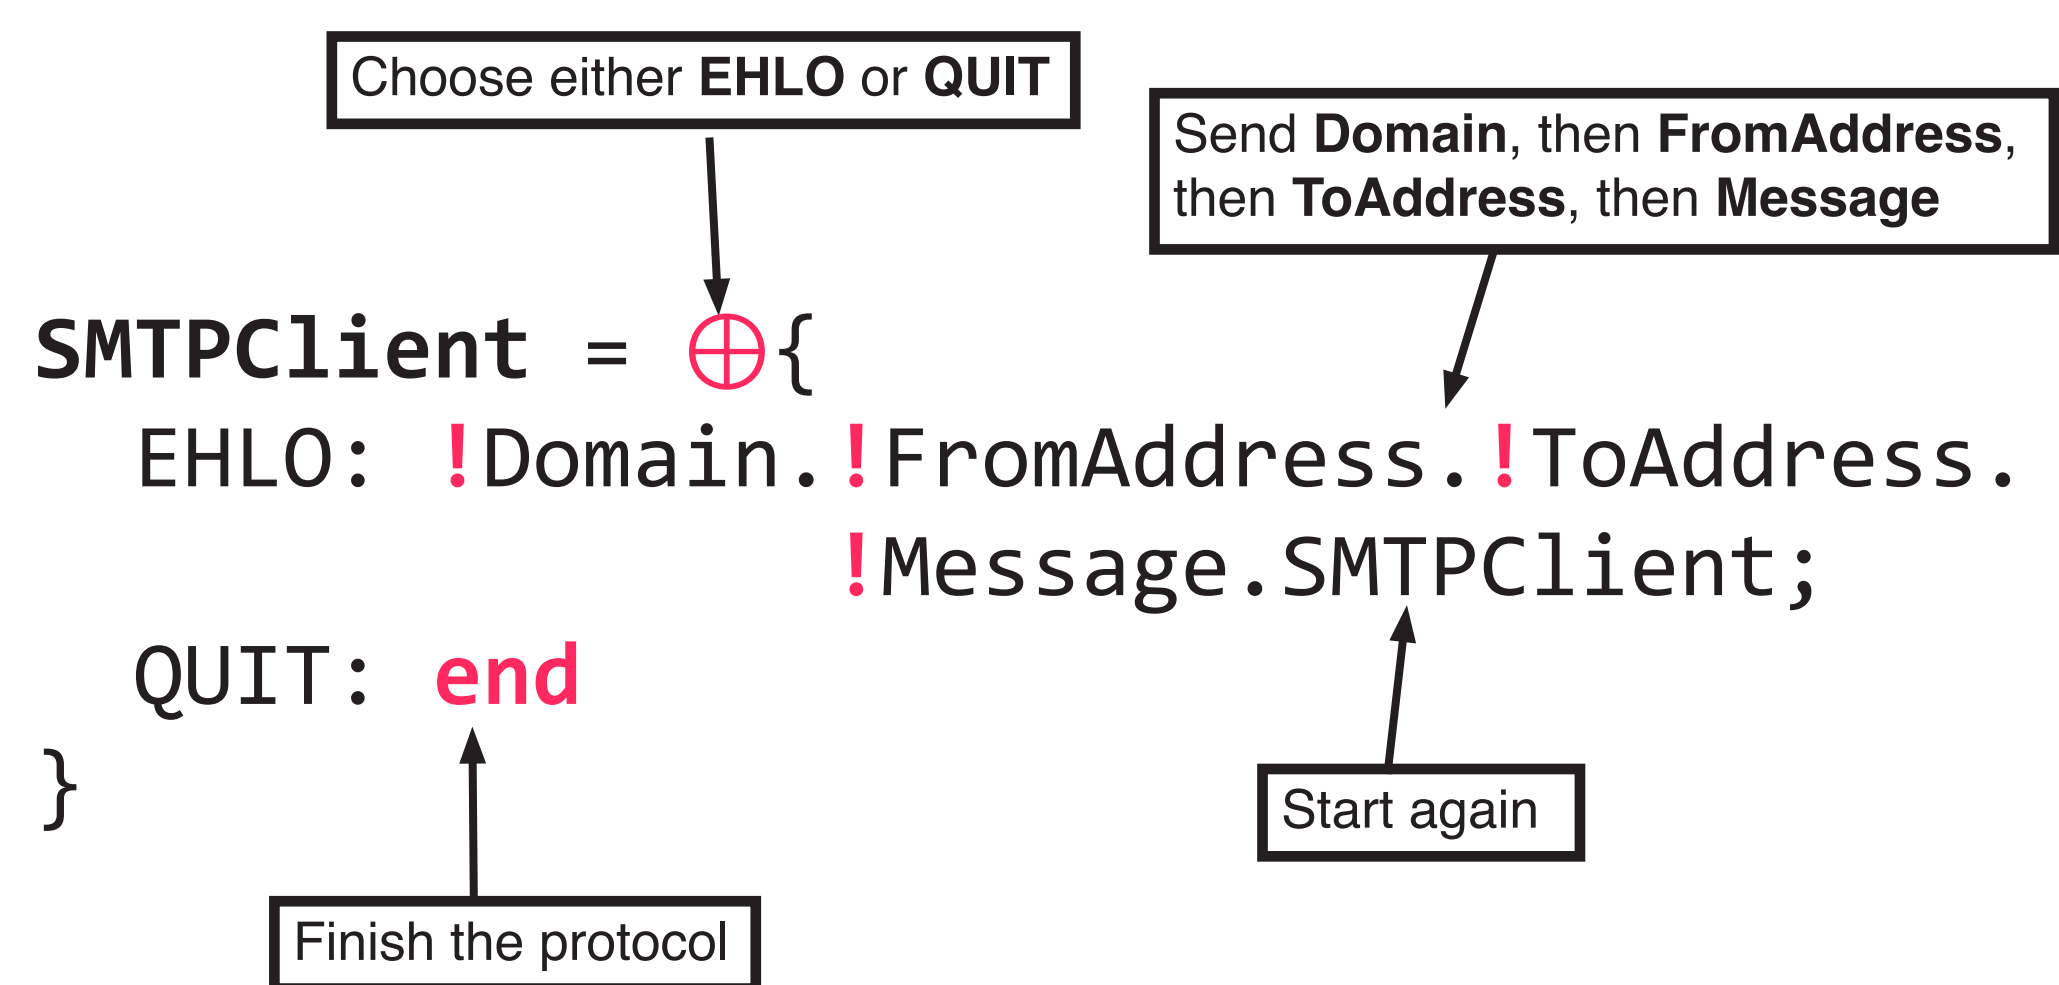 Choose either EHLO or QUIT
Send Domain, then FromAddress,
then ToAddress, then Message
SMTPClient = ⊕{
EHLO: !Domain.!FromAddress.!ToAddress.
!Message.SMTPClient;
QUIT: end
}
Start again
Finish the protocol